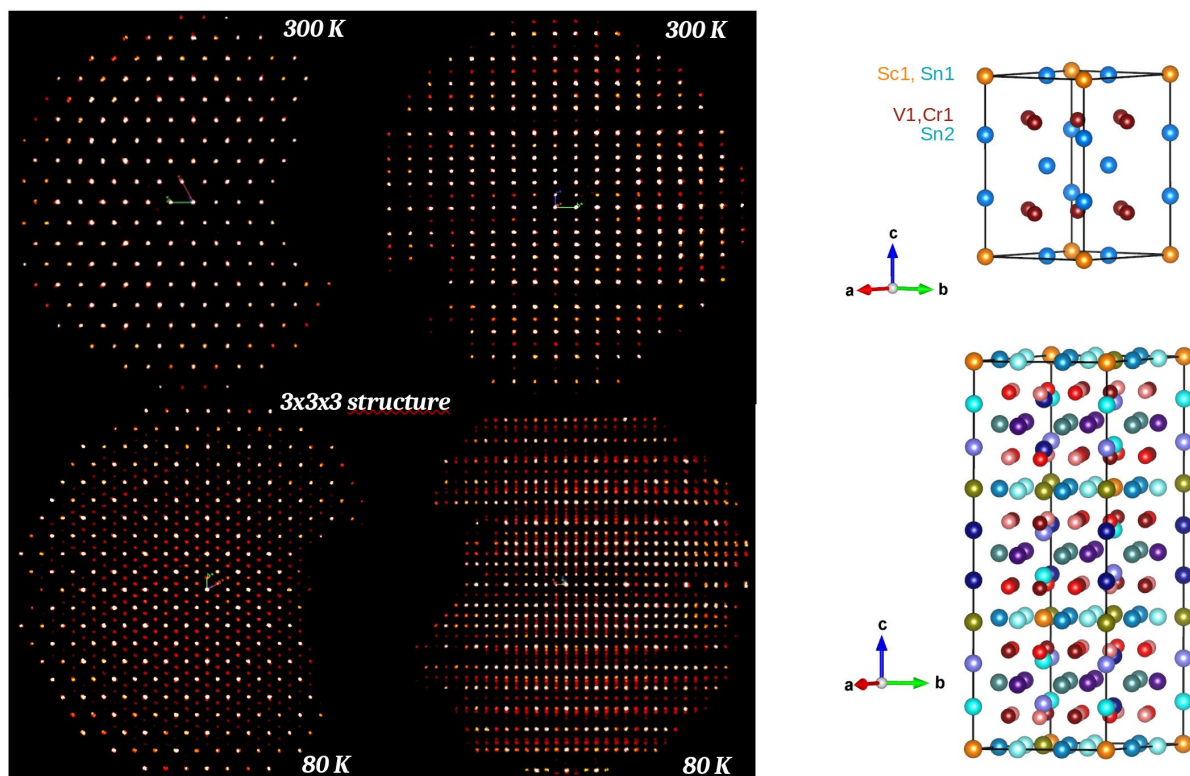 300 K
300 K
3x3x3 structure
80 K
80 K
Sc1, Sn1
V1,Cr1
Sn2
c
a
b
c
a
b